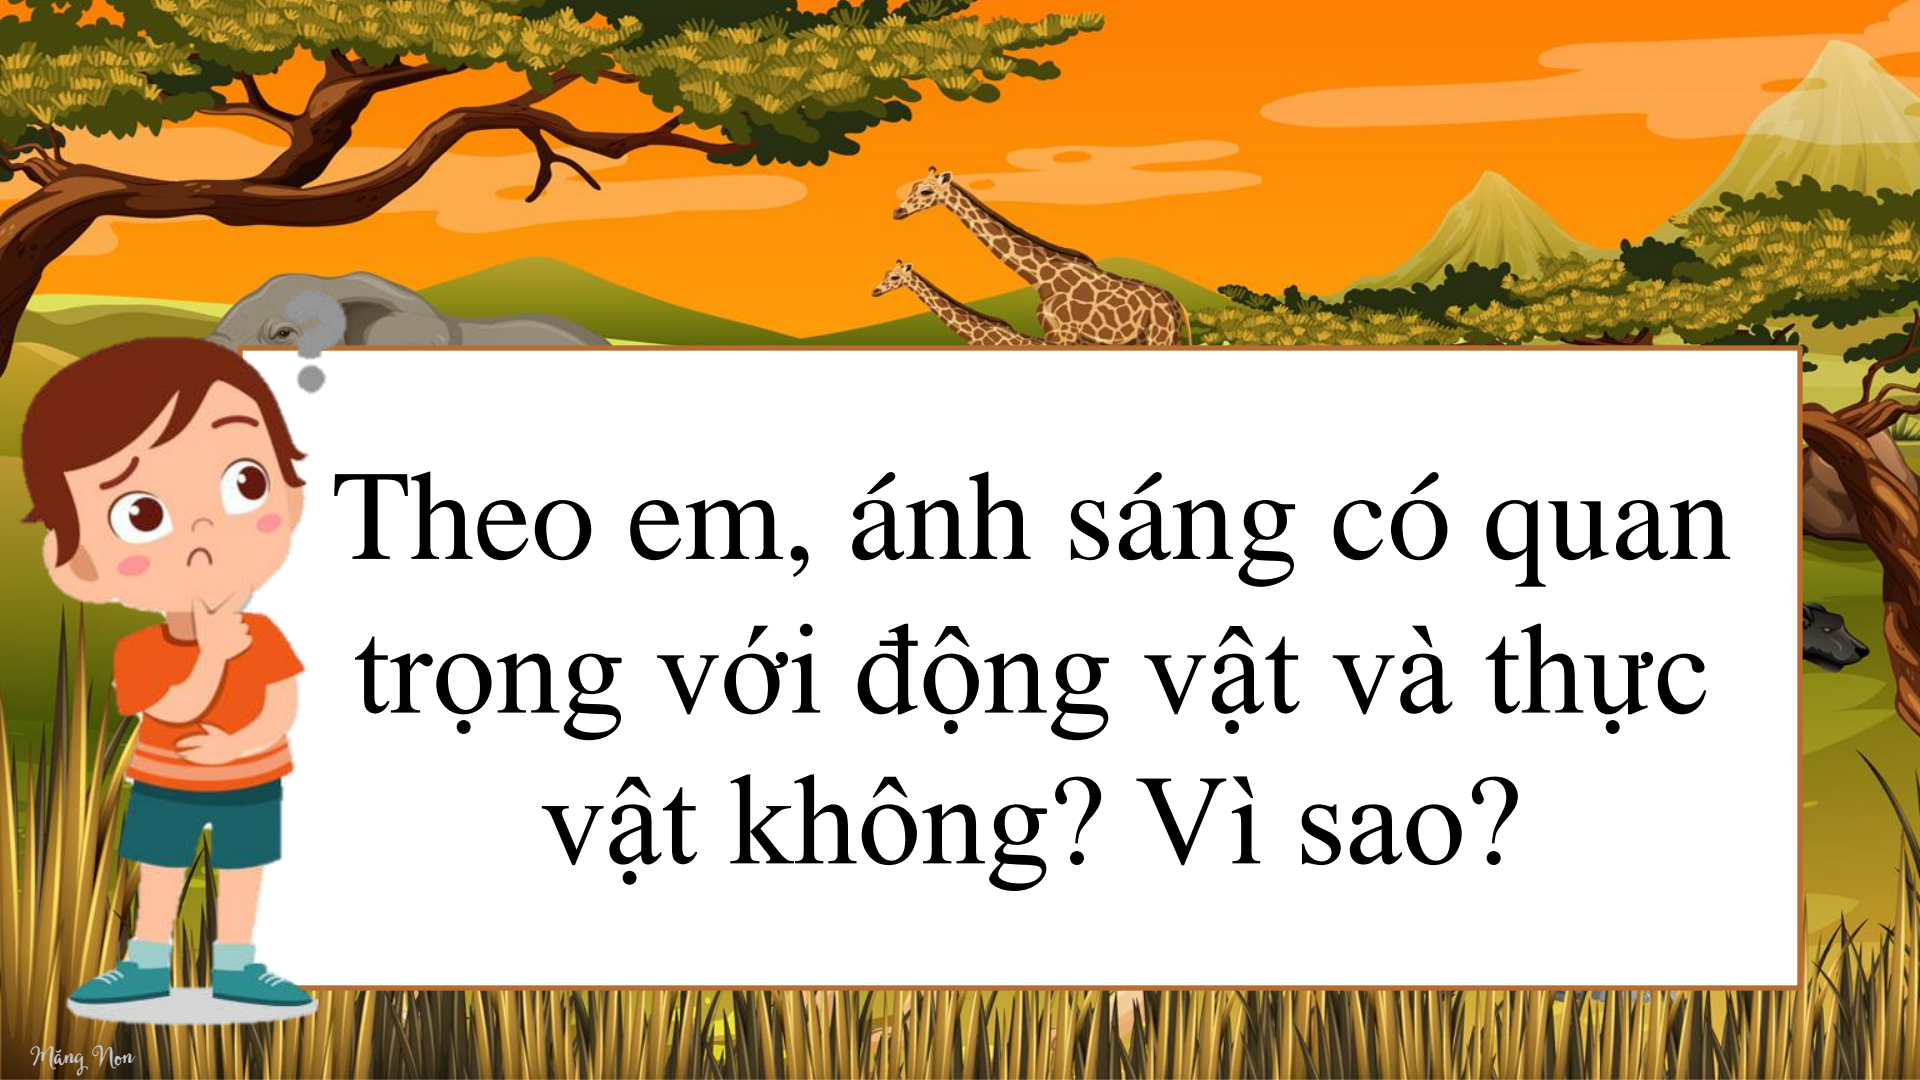 Theo em, ánh sáng có quan
trọng với động vật và thực
vật không? Vì sao?
Măng Non